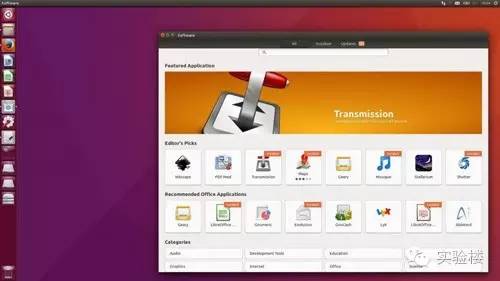 Software
Software
All Installed Updates
Featured Application
Transmission
Editor's Picks
Inkscape PDF Mod Transmission Maps Geary Musique Stellarium Shutter
Recommended Office Applications
Geary LibreOffice Gnumeric Evolution GnuCash LyX LibreOffice... AbiWord
Categories
Audio Development Tools Education
Graphics Internet Office Science
实验楼